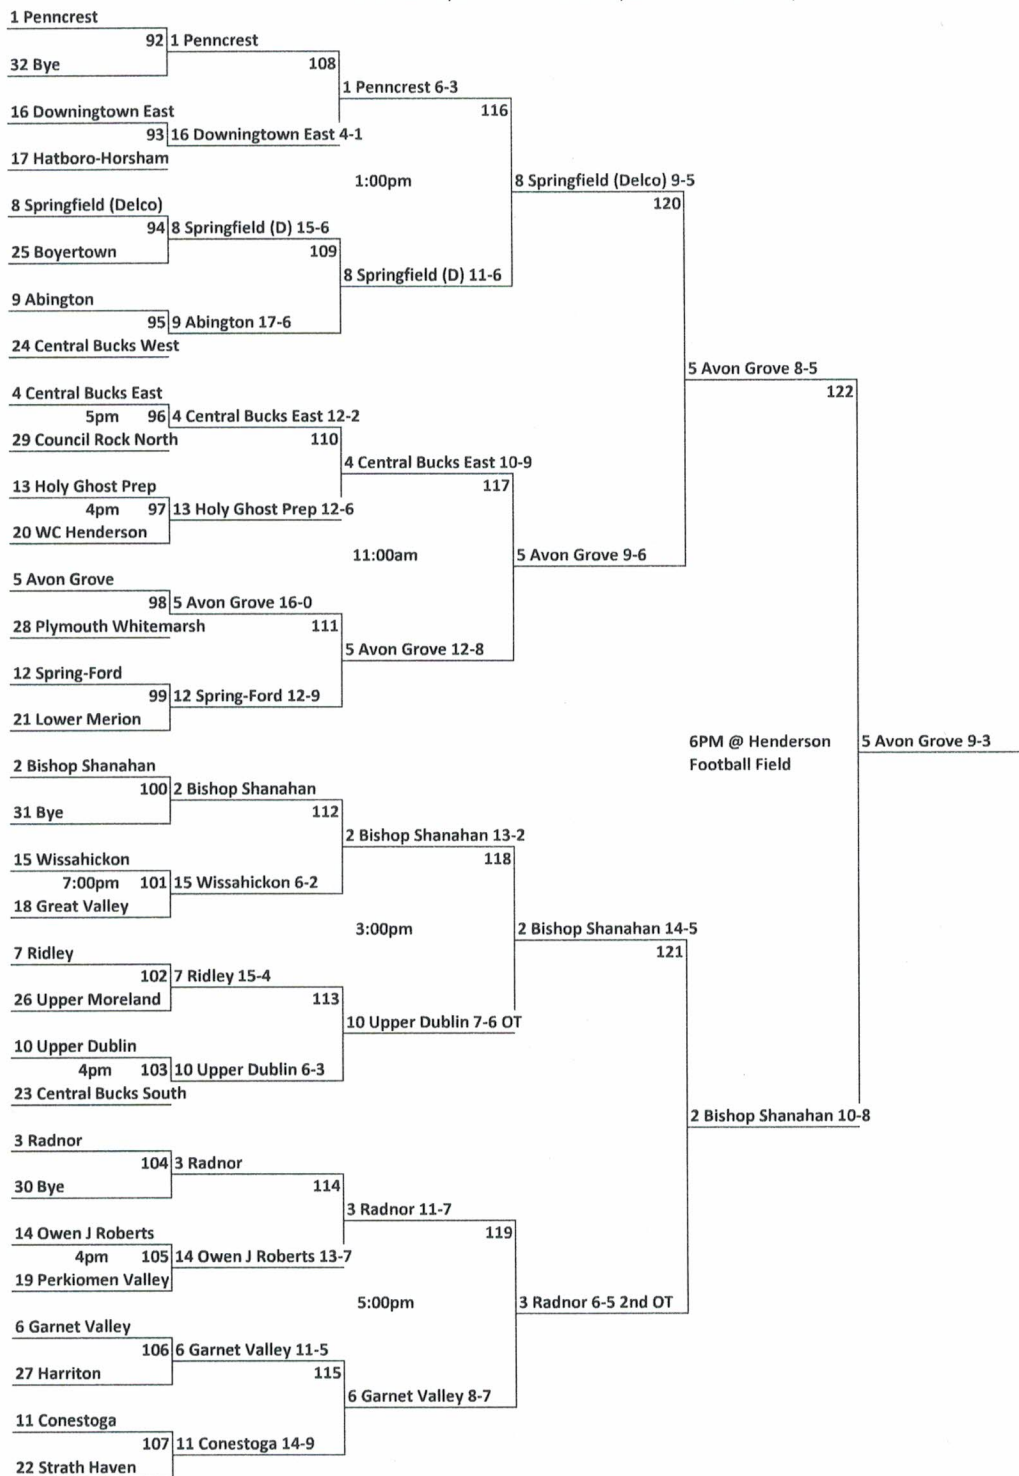 1 Penncrest
92 1 Penncrest
32 Bye
108
1 Penncrest 6-3
16 Downingtown East
116
93 16 Downingtown East 4-1
17 Hatboro-Horsham
1:00pm
8 Springfield (Delco) 9-5
8 Springfield (Delco)
120
94 8 Springfield (D) 15-6
25 Boyertown
109
8 Springfield (D) 11-6
9 Abington
95 9 Abington 17-6
24 Central Bucks West
5 Avon Grove 8-5
4 Central Bucks East
122
5pm 96 4 Central Bucks East 12-2
29 Council Rock North
110
4 Central Bucks East 10-9
13 Holy Ghost Prep
117
4pm 97 13 Holy Ghost Prep 12-6
20 WC Henderson
11:00am
5 Avon Grove 9-6
5 Avon Grove
98 5 Avon Grove 16-0
28 Plymouth Whitemarsh
111
5 Avon Grove 12-8
12 Spring-Ford
99 12 Spring-Ford 12-9
21 Lower Merion
6PM @ Henderson
5 Avon Grove 9-3
Football Field
2 Bishop Shanahan
100 2 Bishop Shanahan
31 Bye
112
2 Bishop Shanahan 13-2
15 Wissahickon
118
7:00pm 101 15 Wissahickon 6-2
18 Great Valley
3:00pm
2 Bishop Shanahan 14-5
7 Ridley
121
102 7 Ridley 15-4
26 Upper Moreland
113
10 Upper Dublin 7-6 OT
10 Upper Dublin
4pm 103 10 Upper Dublin 6-3
23 Central Bucks South
2 Bishop Shanahan 10-8
3 Radnor
104 3 Radnor
30 Bye
114
3 Radnor 11-7
14 Owen J Roberts
119
4pm 105 14 Owen J Roberts 13-7
19 Perkiomen Valley
5:00pm
3 Radnor 6-5 2nd OT
6 Garnet Valley
106 6 Garnet Valley 11-5
27 Harriton
115
6 Garnet Valley 8-7
11 Conestoga
107 11 Conestoga 14-9
22 Strath Haven